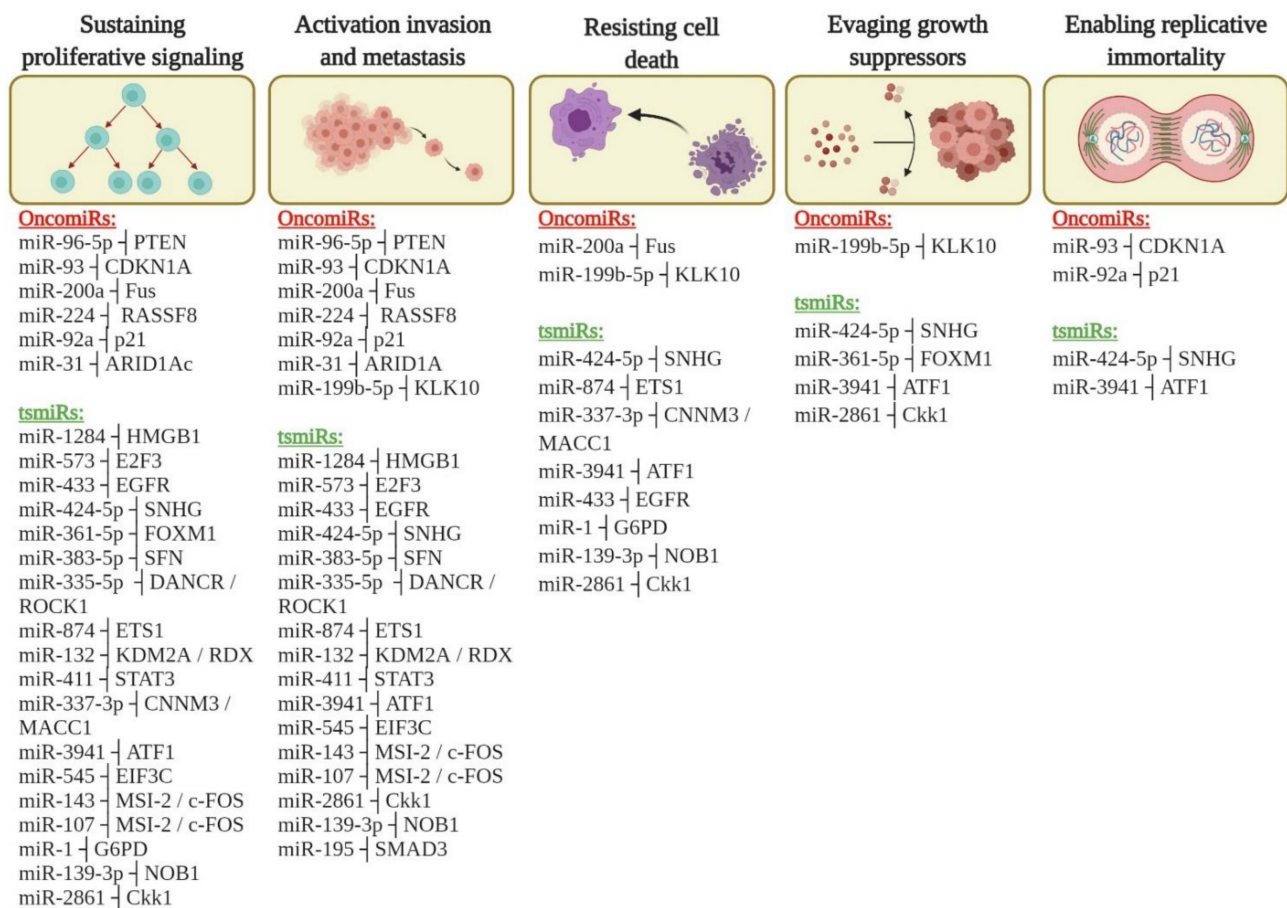 Sustaining
proliferative signaling
OncomiRs:
miR-96-5p ┤PTEN
miR-93 ┤CDKN1A
miR-200a ┤Fus
miR-224 ┤ RASSF8
miR-92a ┤p21
miR-31 ┤ARID1Ac
tsmiRs:
miR-1284 ┤HMGB1
miR-573 ┤E2F3
miR-433 ┤EGFR
miR-424-5p ┤SNHG
miR-361-5p ┤FOXM1
miR-383-5p ┤SFN
miR-335-5p ┤DANCR /
ROCK1
miR-874 ┤ETS1
miR-132 ┤KDM2A / RDX
miR-411 ┤STAT3
miR-337-3p ┤CNNM3 /
MACC1
miR-3941 ┤ATF1
miR-545 ┤EIF3C
miR-143 ┤MSI-2 / c-FOS
miR-107 ┤MSI-2 / c-FOS
miR-1 ┤G6PD
miR-139-3p ┤NOB1
miR-2861 ┤Ckk1
Activation invasion
and metastasis
OncomiRs:
miR-96-5p ┤PTEN
miR-93 ┤CDKN1A
miR-200a ┤Fus
miR-224 ┤ RASSF8
miR-92a ┤p21
miR-31 ┤ARID1A
miR-199b-5p ┤KLK10
tsmiRs:
miR-1284 ┤HMGB1
miR-573 ┤E2F3
miR-433 ┤EGFR
miR-424-5p ┤SNHG
miR-383-5p ┤SFN
miR-335-5p ┤DANCR /
ROCK1
miR-874 ┤ETS1
miR-132 ┤KDM2A / RDX
miR-411 ┤STAT3
miR-3941 ┤ATF1
miR-545 ┤EIF3C
miR-143 ┤MSI-2 / c-FOS
miR-107 ┤MSI-2 / c-FOS
miR-2861 ┤Ckk1
miR-139-3p ┤NOB1
miR-195 ┤SMAD3
Resisting cell
death
OncomiRs:
miR-200a ┤Fus
miR-199b-5p ┤KLK10
tsmiRs:
miR-424-5p ┤SNHG
miR-874 ┤ETS1
miR-337-3p ┤CNNM3 /
MACC1
miR-3941 ┤ATF1
miR-433 ┤EGFR
miR-1 ┤G6PD
miR-139-3p ┤NOB1
miR-2861 ┤Ckk1
Evaging growth
suppressors
OncomiRs:
miR-199b-5p ┤KLK10
tsmiRs:
miR-424-5p ┤SNHG
miR-361-5p ┤FOXM1
miR-3941 ┤ATF1
miR-2861 ┤Ckk1
Enabling replicative
immortality
OncomiRs:
miR-93 ┤CDKN1A
miR-92a ┤p21
tsmiRs:
miR-424-5p ┤SNHG
miR-3941 ┤ATF1